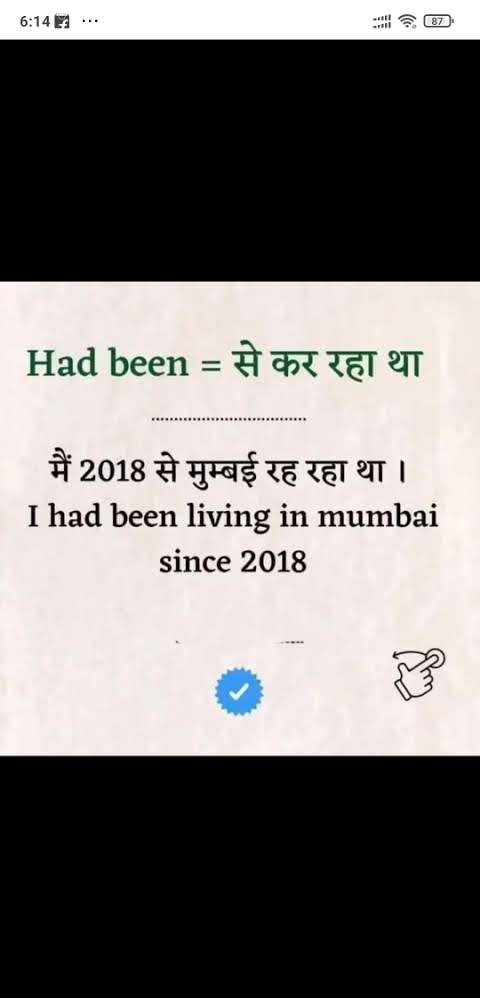 6:14
87
Had been = से कर रहा था
मैं 2018 से मुम्बई रह रहा था ।
I had been living in mumbai
since 2018